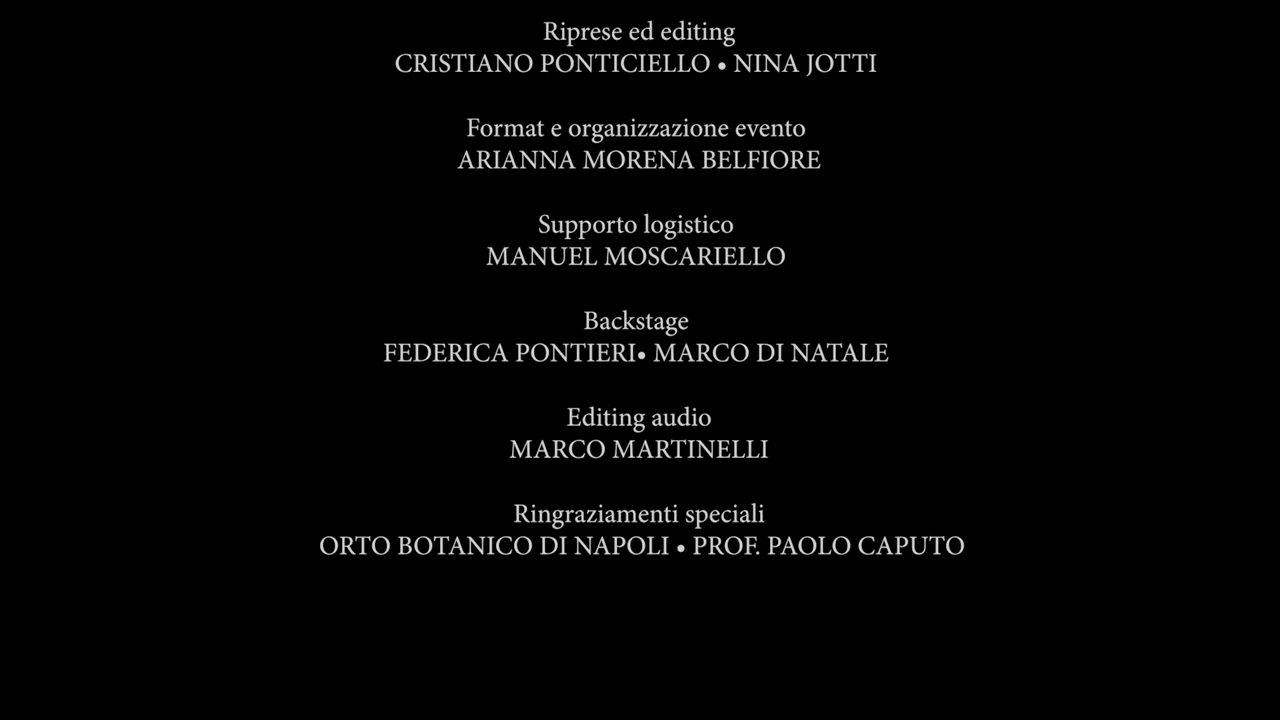 Riprese ed editing
CRISTIANO PONTICIELLO • NINA JOTTI
Format e organizzazione evento
ARIANNA MORENA BELFIORE
Supporto logistico
MANUEL MOSCARIELLO
Backstage
FEDERICA PONTIERI• MARCO DI NATALE
Editing audio
MARCO MARTINELLI
Ringraziamenti speciali
ORTO BOTANICO DI NAPOLI • PROF. PAOLO CAPUTO